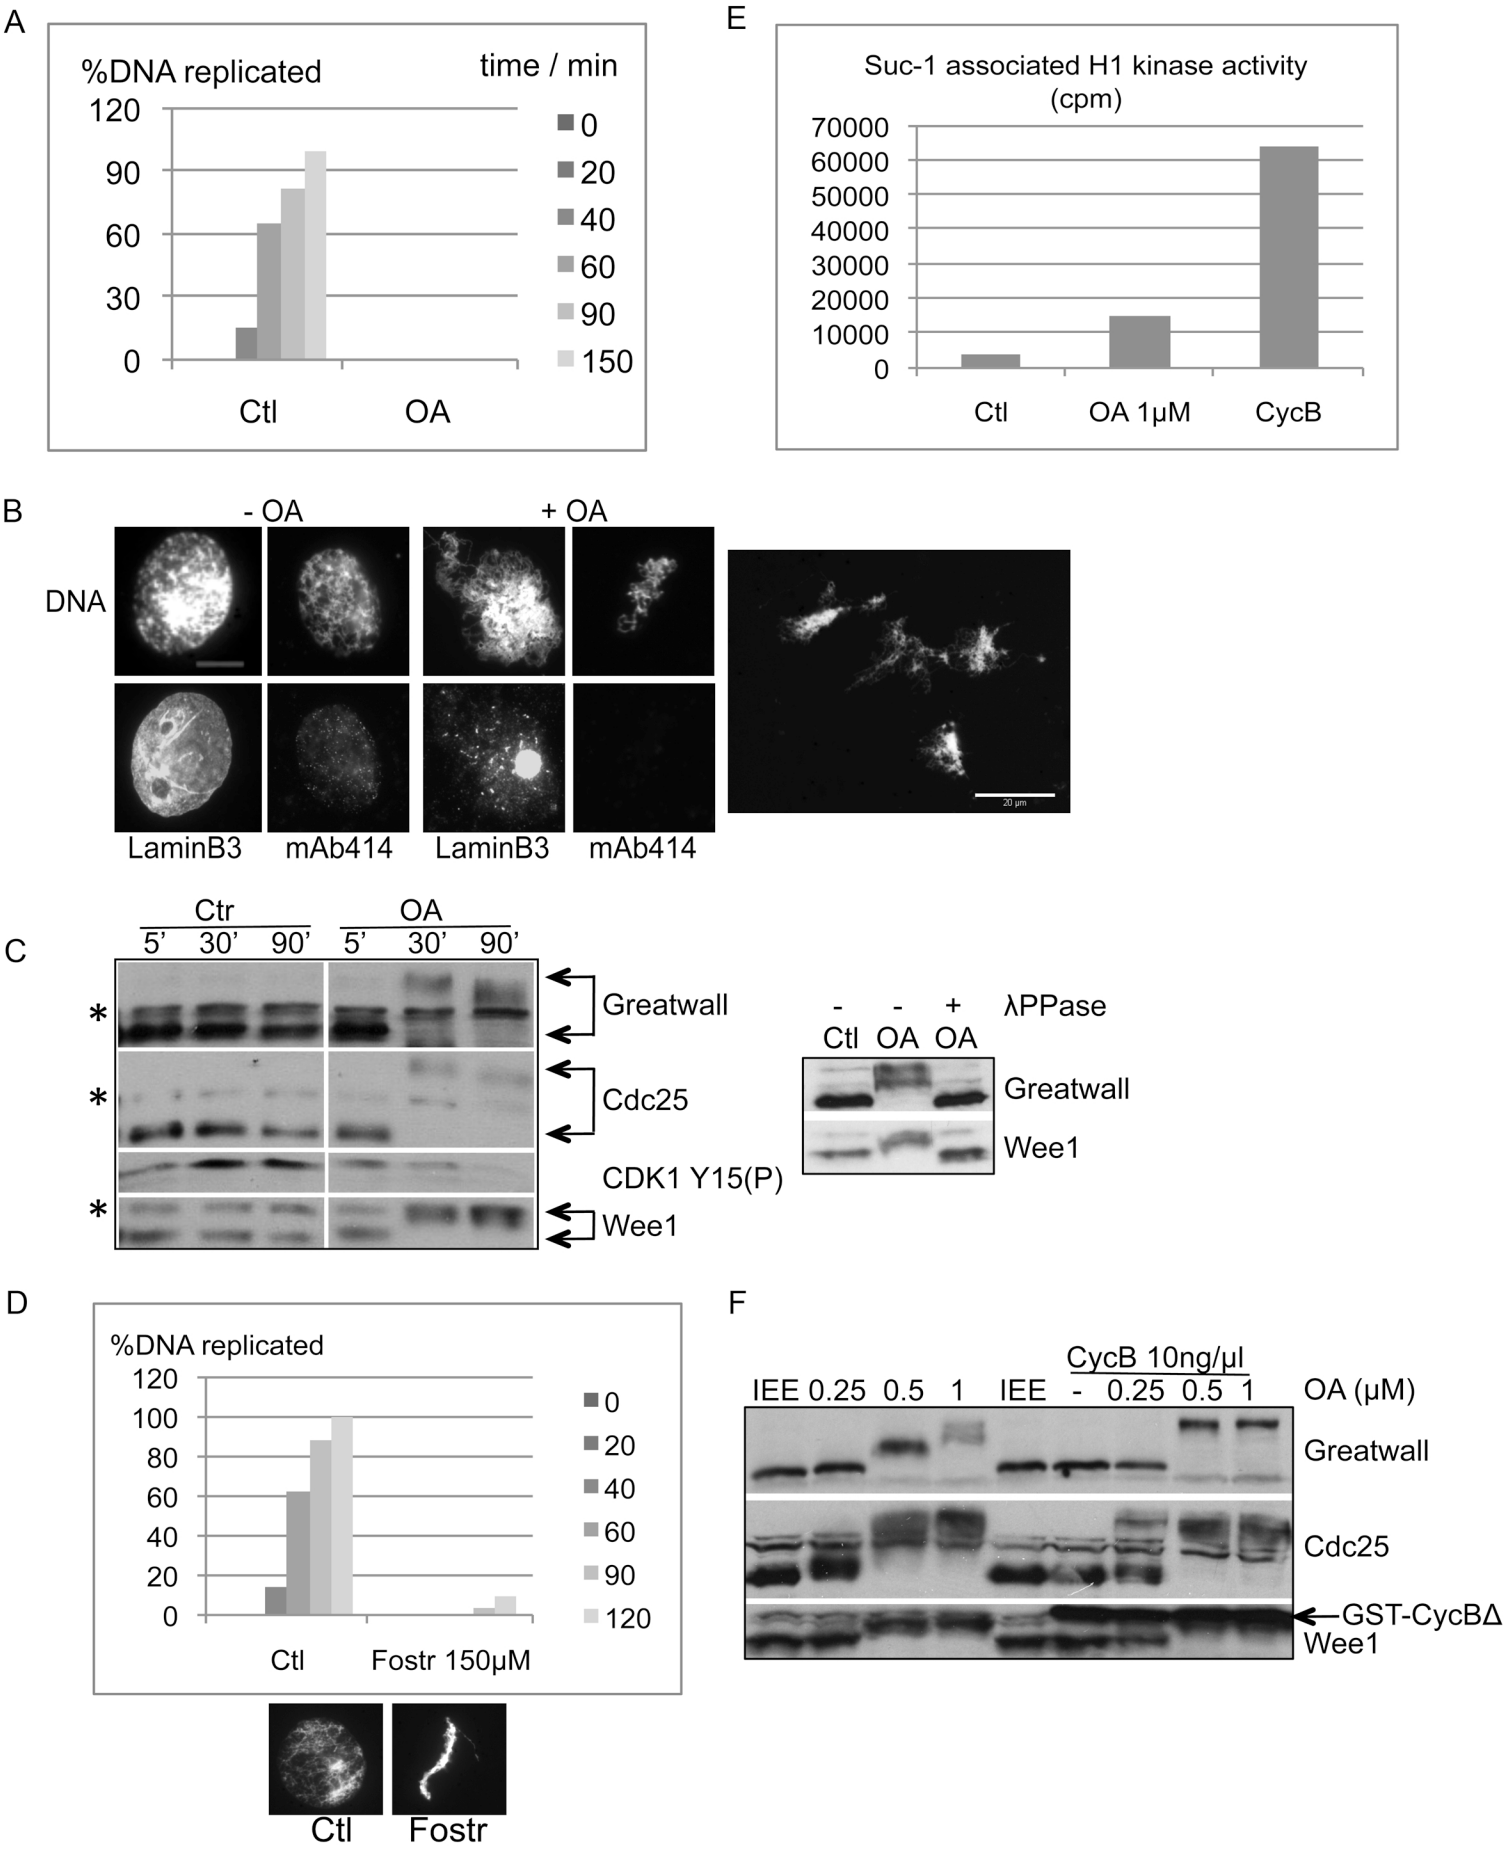 A
%DNA replicated
time / min
120
90
60
30
0
0
20
40
60
90
150
Ctl OA
E
Suc-1 associated H1 kinase activity
(cpm)
70000
60000
50000
40000
30000
20000
10000
0
Ctl OA 1µM CycB
B
- OA + OA
DNA
LaminB3 mAb414 LaminB3 mAb414
20 µm
C
Ctr OA
5’ 30’ 90’ 5’ 30’ 90’
* Greatwall
* Cdc25
CDK1 Y15(P)
* Wee1
- - + λPPase
Ctl OA OA
Greatwall
Wee1
D
%DNA replicated
120
100
80
60
40
20
0
0
20
40
60
90
120
Ctl Fostr 150µM
Ctl Fostr
F
CycB 10ng/µl
IEE 0.25 0.5 1 IEE - 0.25 0.5 1 OA (µM)
Greatwall
Cdc25
GST-CycBΔ
Wee1